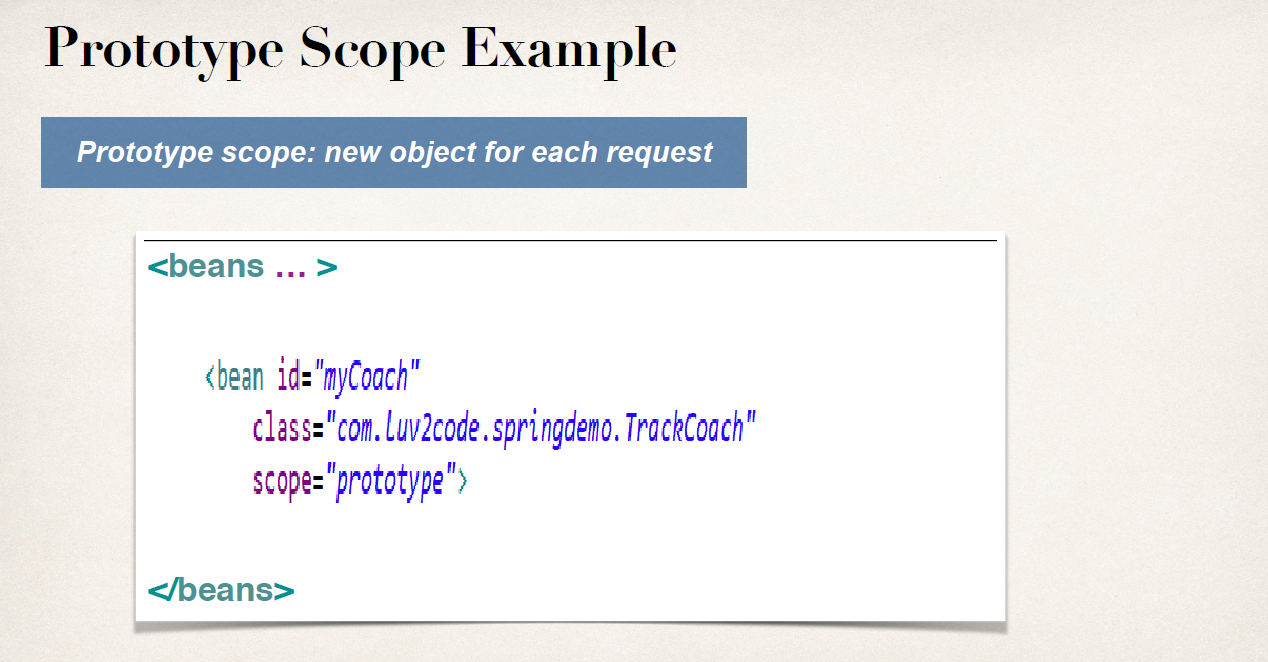 Prototype Scope Example
Prototype scope: new object for each request
<beans … >
<bean id="myCoach"
class="com.luv2code.springdemo.TrackCoach"
scope="prototype">
</beans>